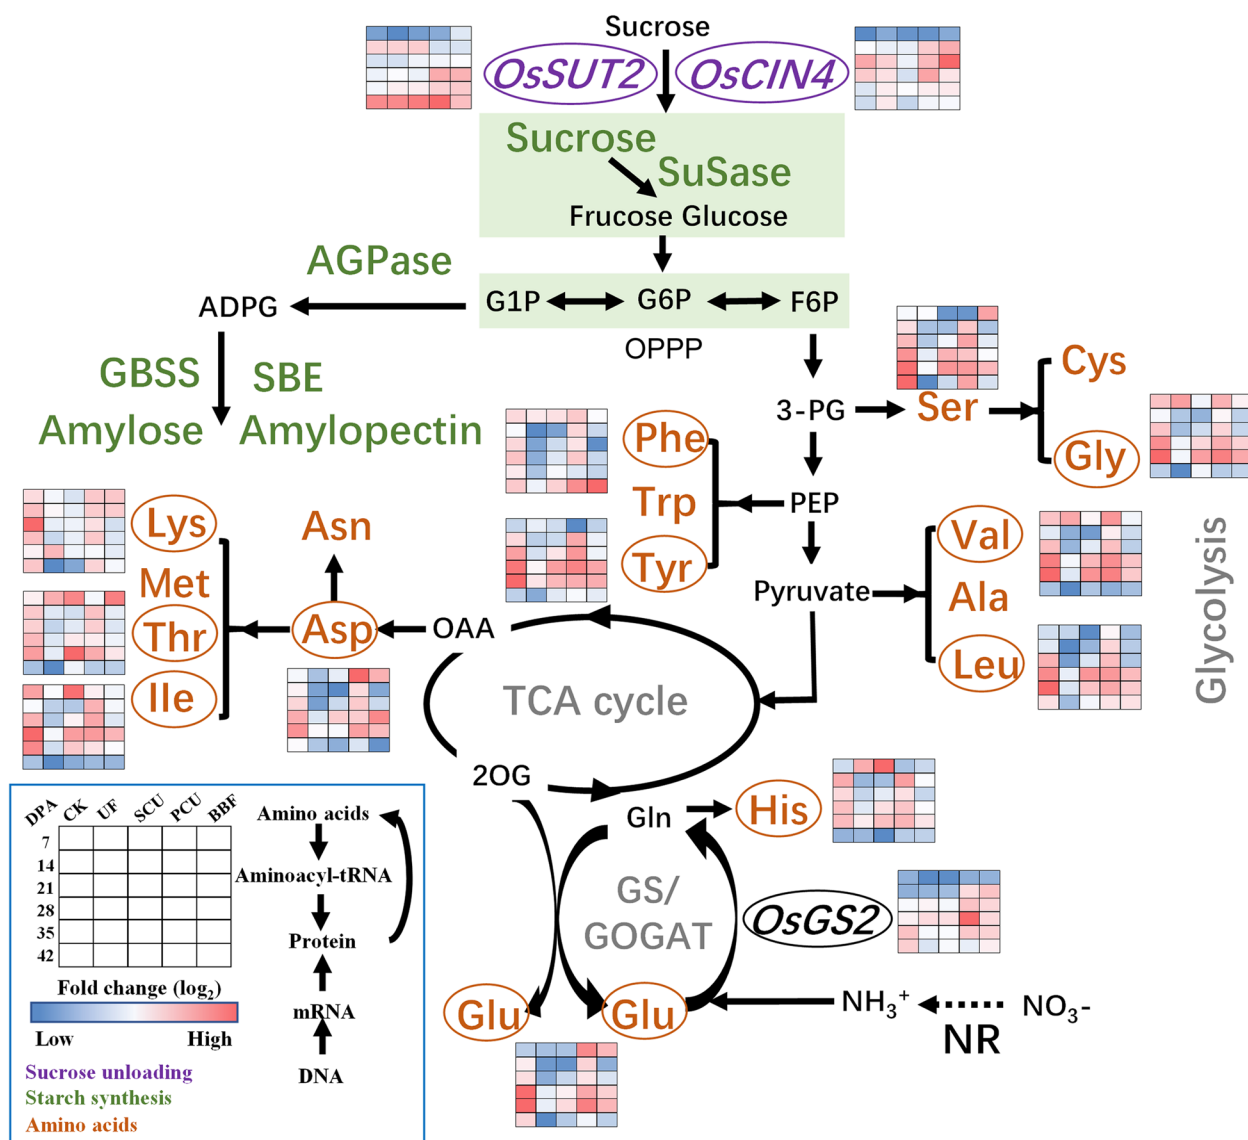 Sucrose
OsSUT2
OsCIN4
Sucrose
SuSase
Frucose Glucose
AGPase
ADPG
G1P
G6P
F6P
OPPP
GBSS
SBE
Amylose
Amylopectin
3-PG
Ser
Cys
Gly
Phe
Trp
Tyr
PEP
Pyruvate
Val
Ala
Leu
Glycolysis
Lys
Met
Thr
Ile
Asn
Asp
OAA
TCA cycle
2OG
Gln
His
GS/
GOGAT
OsGS2
Glu
Glu
NH₃⁺
NO₃-
NR
DPA
CK
UF
SCU
PCU
BBF
7
14
21
28
35
42
Fold change (log₂)
Low
High
Sucrose unloading
Starch synthesis
Amino acids
Amino acids
Aminoacyl-tRNA
Protein
mRNA
DNA